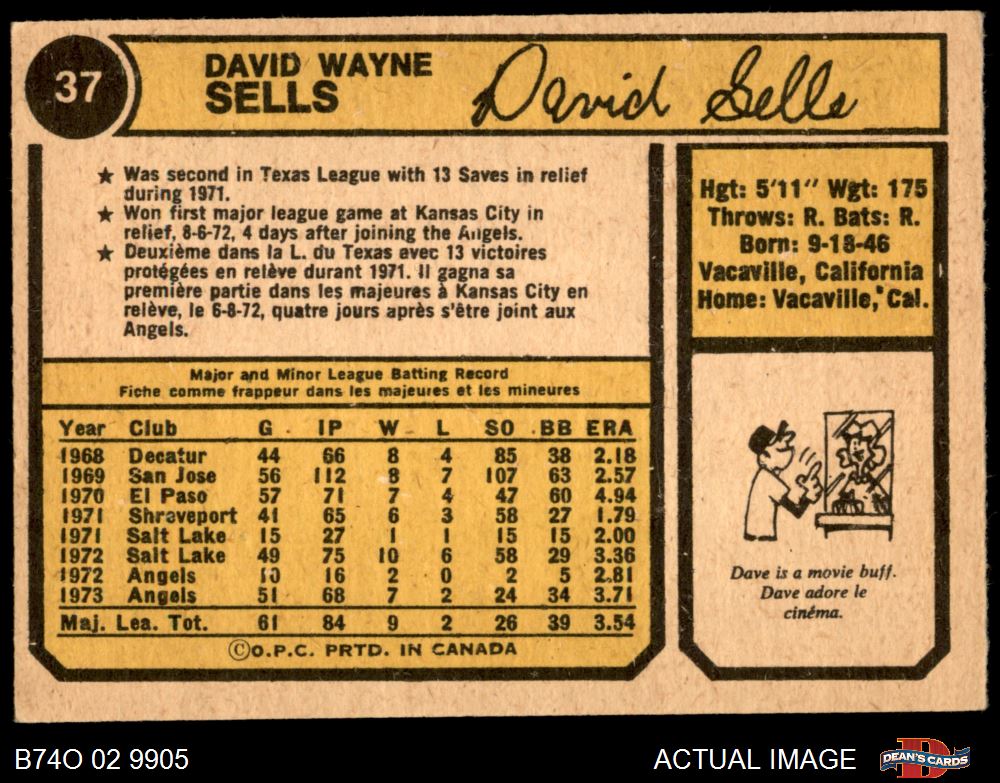 37
DAVID WAYNE
SELLS
David Sells
★ Was second in Texas League with 13 Saves in relief
during 1971.
★ Won first major league game at Kansas City in
relief, 8-6-72, 4 days after joining the Angels.
★ Deuxième dans la L. du Texas avec 13 victoires
protégées en relève durant 1971. Il gagna sa
première partie dans les majeures à Kansas City en
relève, le 6-8-72, quatre jours après s'être joint aux
Angels.
Hgt: 5'11" Wgt: 175
Throws: R. Bats: R.
Born: 9-18-46
Vacaville, California
Home: Vacaville, Cal.
Major and Minor League Batting Record
Fiche comme frappeur dans les majeures et les mineures
Year Club G IP W L SO BB ERA
1968 Decatur 44 66 8 4 85 38 2.18
1969 San Jose 56 112 8 7 107 63 2.57
1970 El Paso 57 71 7 4 47 60 4.94
1971 Shraveport 41 65 6 3 58 27 1.79
1971 Salt Lake 15 27 1 1 15 15 2.00
1972 Salt Lake 49 75 10 6 58 29 3.36
1972 Angels 10 16 2 0 2 5 2.81
1973 Angels 51 68 7 2 24 34 3.71
Maj. Lea. Tot. 61 84 9 2 26 39 3.54
©O.P.C. PRTD. IN CANADA
Dave is a movie buff.
Dave adore le
cinéma.
B74O 02 9905
ACTUAL IMAGE
DEAN'S CARDS